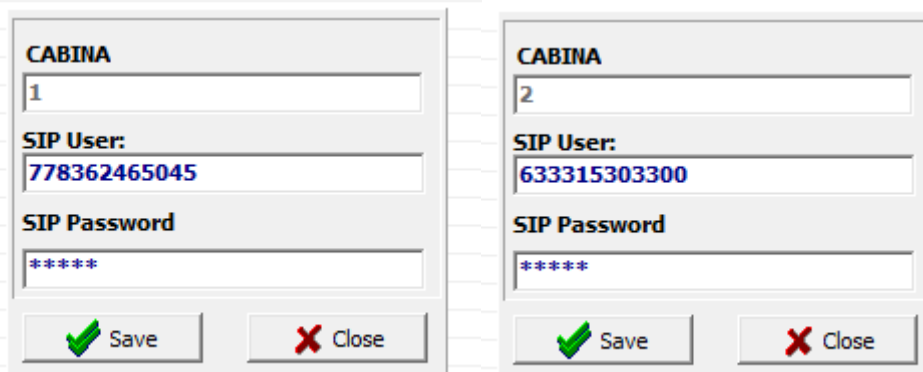 CABINA
1
SIP User:
778362465045
SIP Password
*****
Save
Close
CABINA
2
SIP User:
633315303300
SIP Password
*****
Save
Close